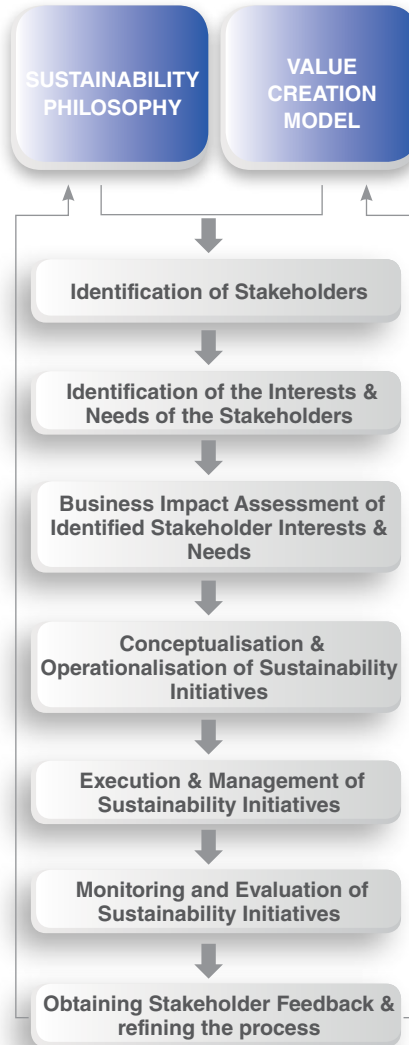 SUSTAINABILITY
PHILOSOPHY
VALUE
CREATION
MODEL
Identification of Stakeholders
Identification of the Interests &
Needs of the Stakeholders
Business Impact Assessment of
Identified Stakeholder Interests &
Needs
Conceptualisation &
Operationalisation of Sustainability
Initiatives
Execution & Management of
Sustainability Initiatives
Monitoring and Evaluation of
Sustainability Initiatives
Obtaining Stakeholder Feedback &
refining the process